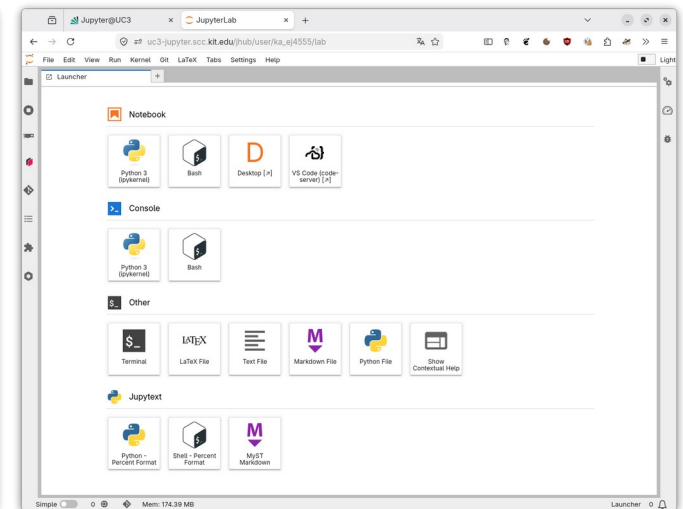 Jupyter@UC3 × JupyterLab × +
uc3-jupyter.scc.kit.edu/jhub/user/ka_ej4555/lab
File Edit View Run Kernel Git LaTeX Tabs Settings Help Light
Launcher +
Notebook
Python 3 (ipykernel)
Bash
D
Desktop [↗]
VS Code (code-server) [↗]
>_ Console
Python 3 (ipykernel)
Bash
$_ Other
$_
Terminal
LATEX
LaTeX File
Text File
M
Markdown File
Python File
Show Contextual Help
Jupytext
Python - Percent Format
Shell - Percent Format
M
MyST Markdown
Simple 0 Mem: 174.39 MB Launcher 0